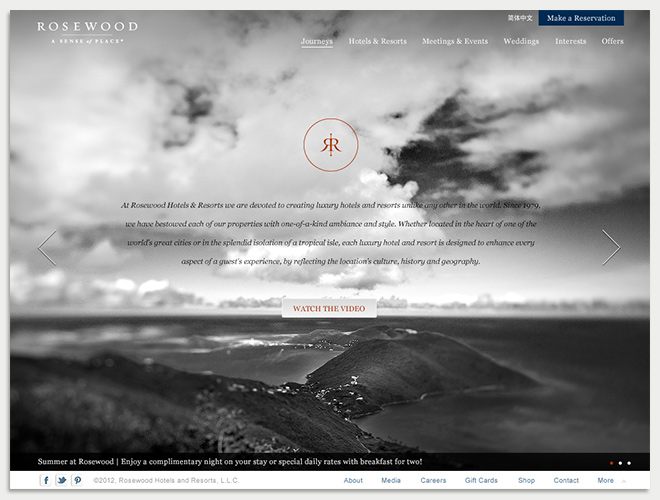 ROSEWOOD
A SENSE of PLACE®
简体中文
Make a Reservation
Journeys Hotels & Resorts Meetings & Events Weddings Interests Offers
RR
At Rosewood Hotels & Resorts we are devoted to creating luxury hotels and resorts unlike any other in the world. Since 1979,
we have bestowed each of our properties with one-of-a-kind ambiance and style. Whether located in the heart of one of the
world's great cities or in the splendid isolation of a tropical isle, each luxury hotel and resort is designed to enhance every
aspect of a guest's experience, by reflecting the location's culture, history and geography.
WATCH THE VIDEO
Summer at Rosewood | Enjoy a complimentary night on your stay or special daily rates with breakfast for two!
©2012, Rosewood Hotels and Resorts, L.L.C.
About Media Careers Gift Cards Shop Contact More